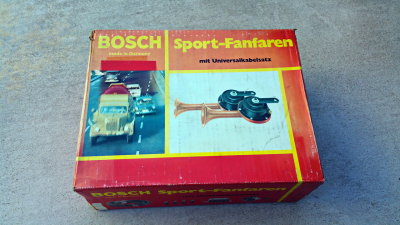 BOSCH Sport-Fanfaren
made in Germany
mit Universalkabelsatz
BOSCH Sport-Fanfaren